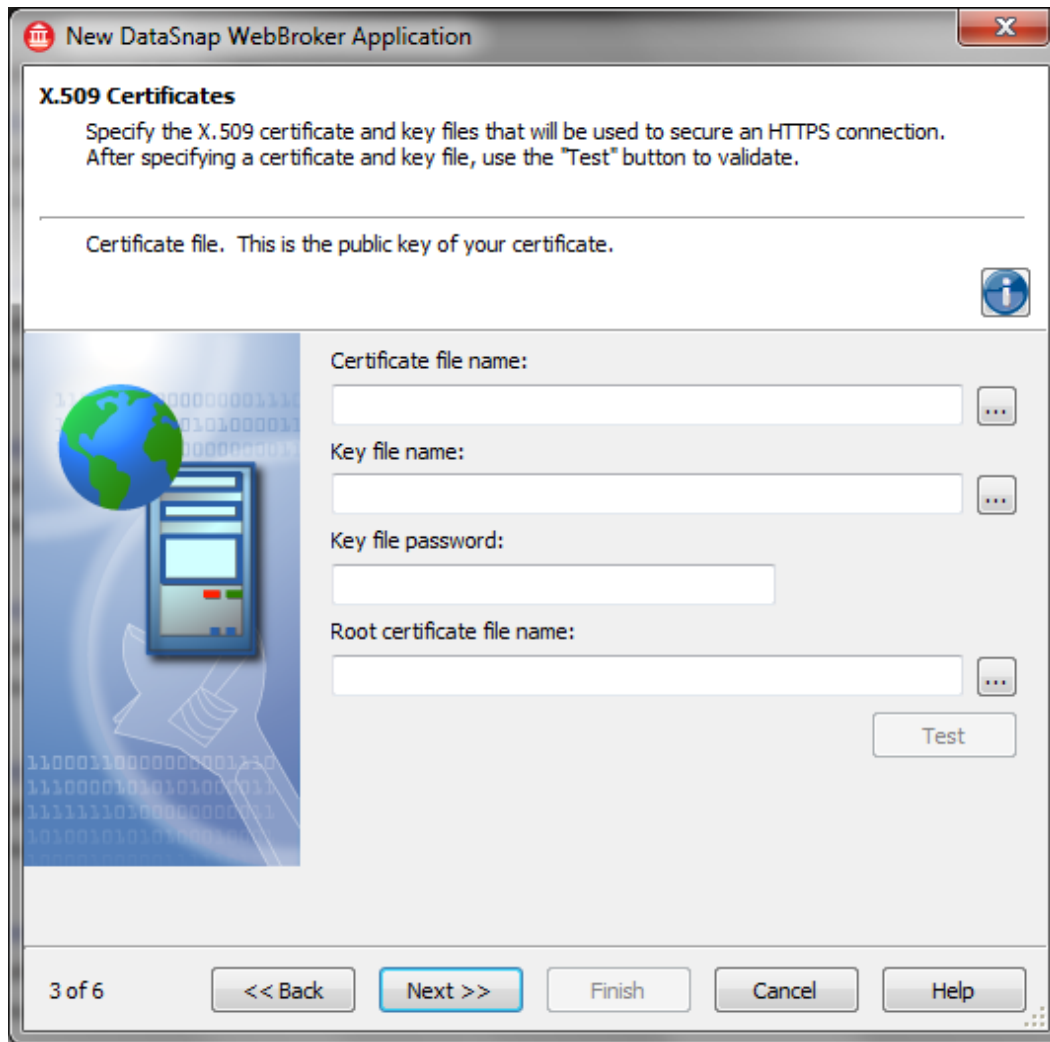 New DataSnap WebBroker Application
X.509 Certificates
Specify the X.509 certificate and key files that will be used to secure an HTTPS connection.
After specifying a certificate and key file, use the "Test" button to validate.
Certificate file.  This is the public key of your certificate.
Certificate file name:
...
Key file name:
...
Key file password:
Root certificate file name:
...
Test
3 of 6
<< Back
Next >>
Finish
Cancel
Help